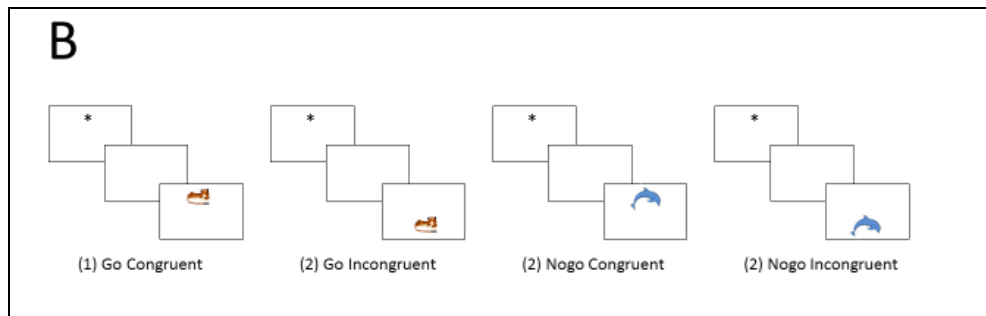 B
* * * *
(1) Go Congruent (2) Go Incongruent (2) Nogo Congruent (2) Nogo Incongruent